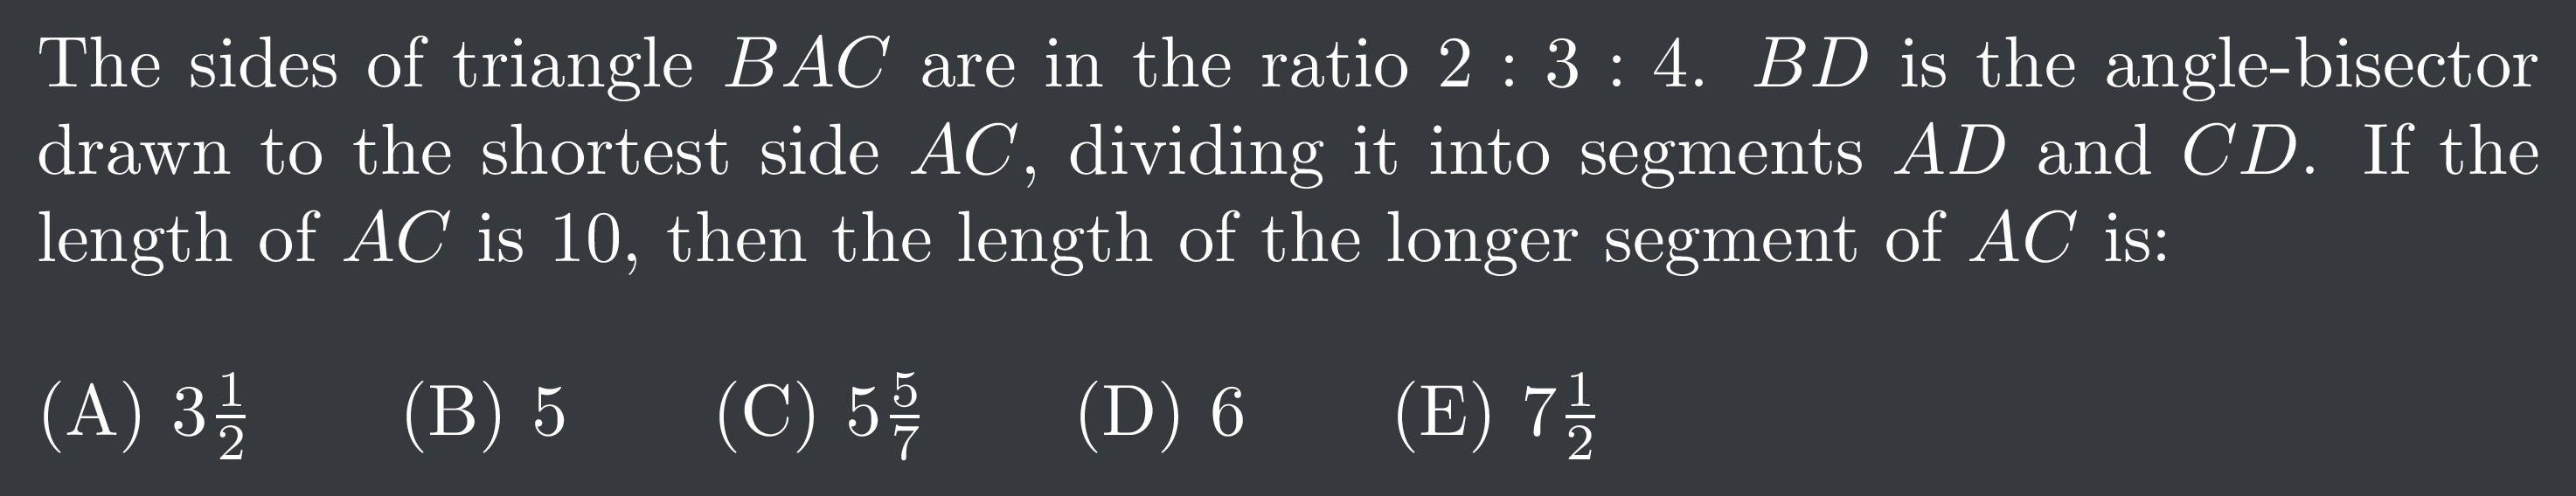 The sides of triangle BAC are in the ratio 2 : 3 : 4. BD is the angle-bisector
drawn to the shortest side AC, dividing it into segments AD and CD. If the
length of AC is 10, then the length of the longer segment of AC is:
(A) 3 1/2 (B) 5 (C) 5 5/7 (D) 6 (E) 7 1/2